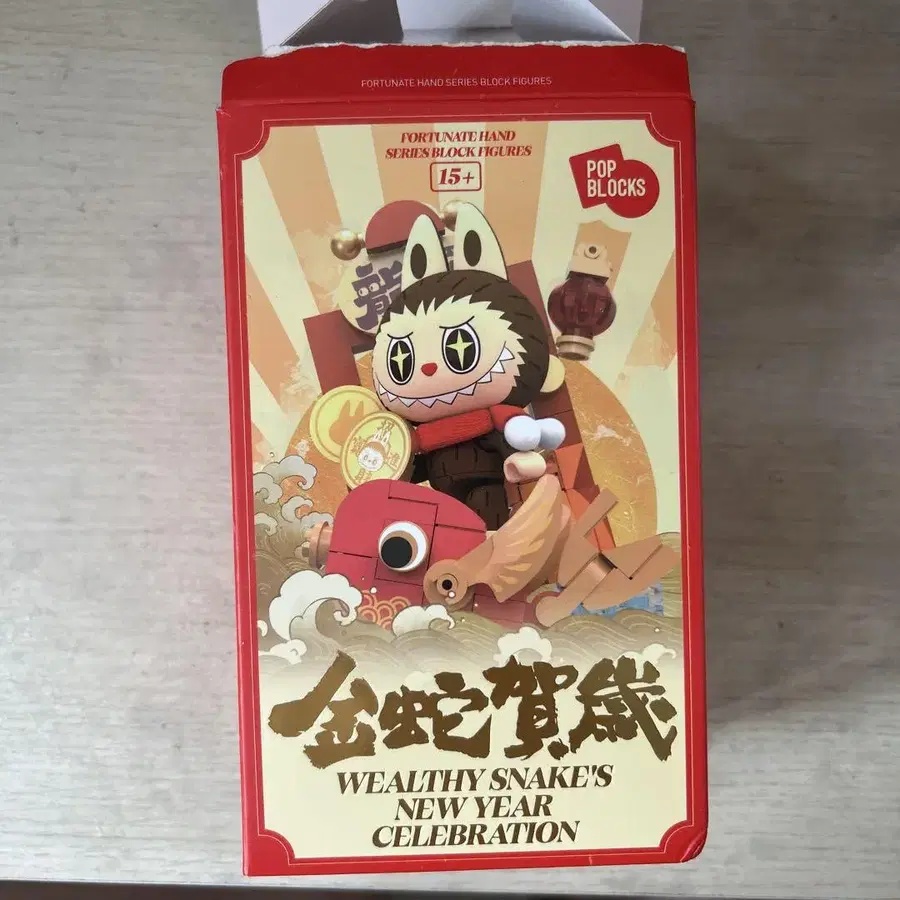 FORTUNATE HAND SERIES BLOCK FIGURES
FORTUNATE HAND
SERIES BLOCK FIGURES
15+
POP
BLOCKS
金蛇賀歲
WEALTHY SNAKE'S
NEW YEAR
CELEBRATION